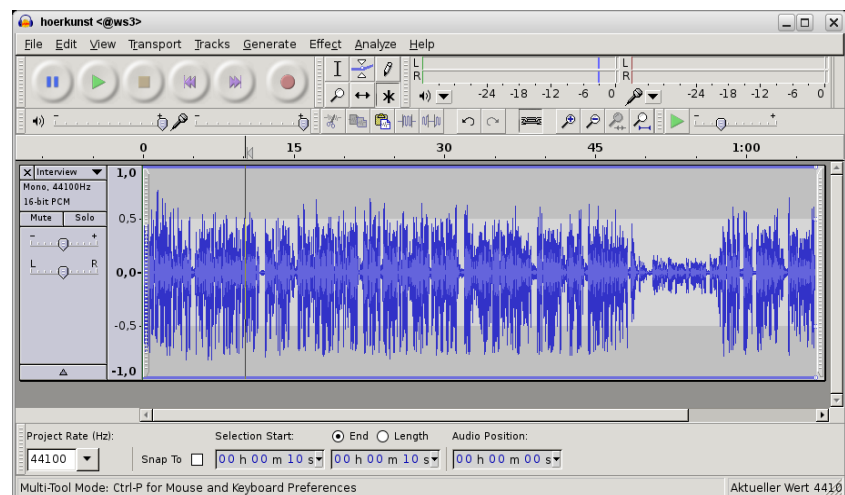 hoerkunst <@ws3>
File Edit View Transport Tracks Generate Effect Analyze Help
L L
R R
-24 -18 -12 -6 0 -24 -18 -12 -6 0
0 15 30 45 1:00
X Interview
Mono, 44100Hz
16-bit PCM
Mute Solo
- +
L R
1,0
0,5
0,0
-0,5
-1,0
Project Rate (Hz): Selection Start: End Length Audio Position:
44100 Snap To 00 h 00 m 10 s 00 h 00 m 10 s 00 h 00 m 00 s
Multi-Tool Mode: Ctrl-P for Mouse and Keyboard Preferences Aktueller Wert 4410